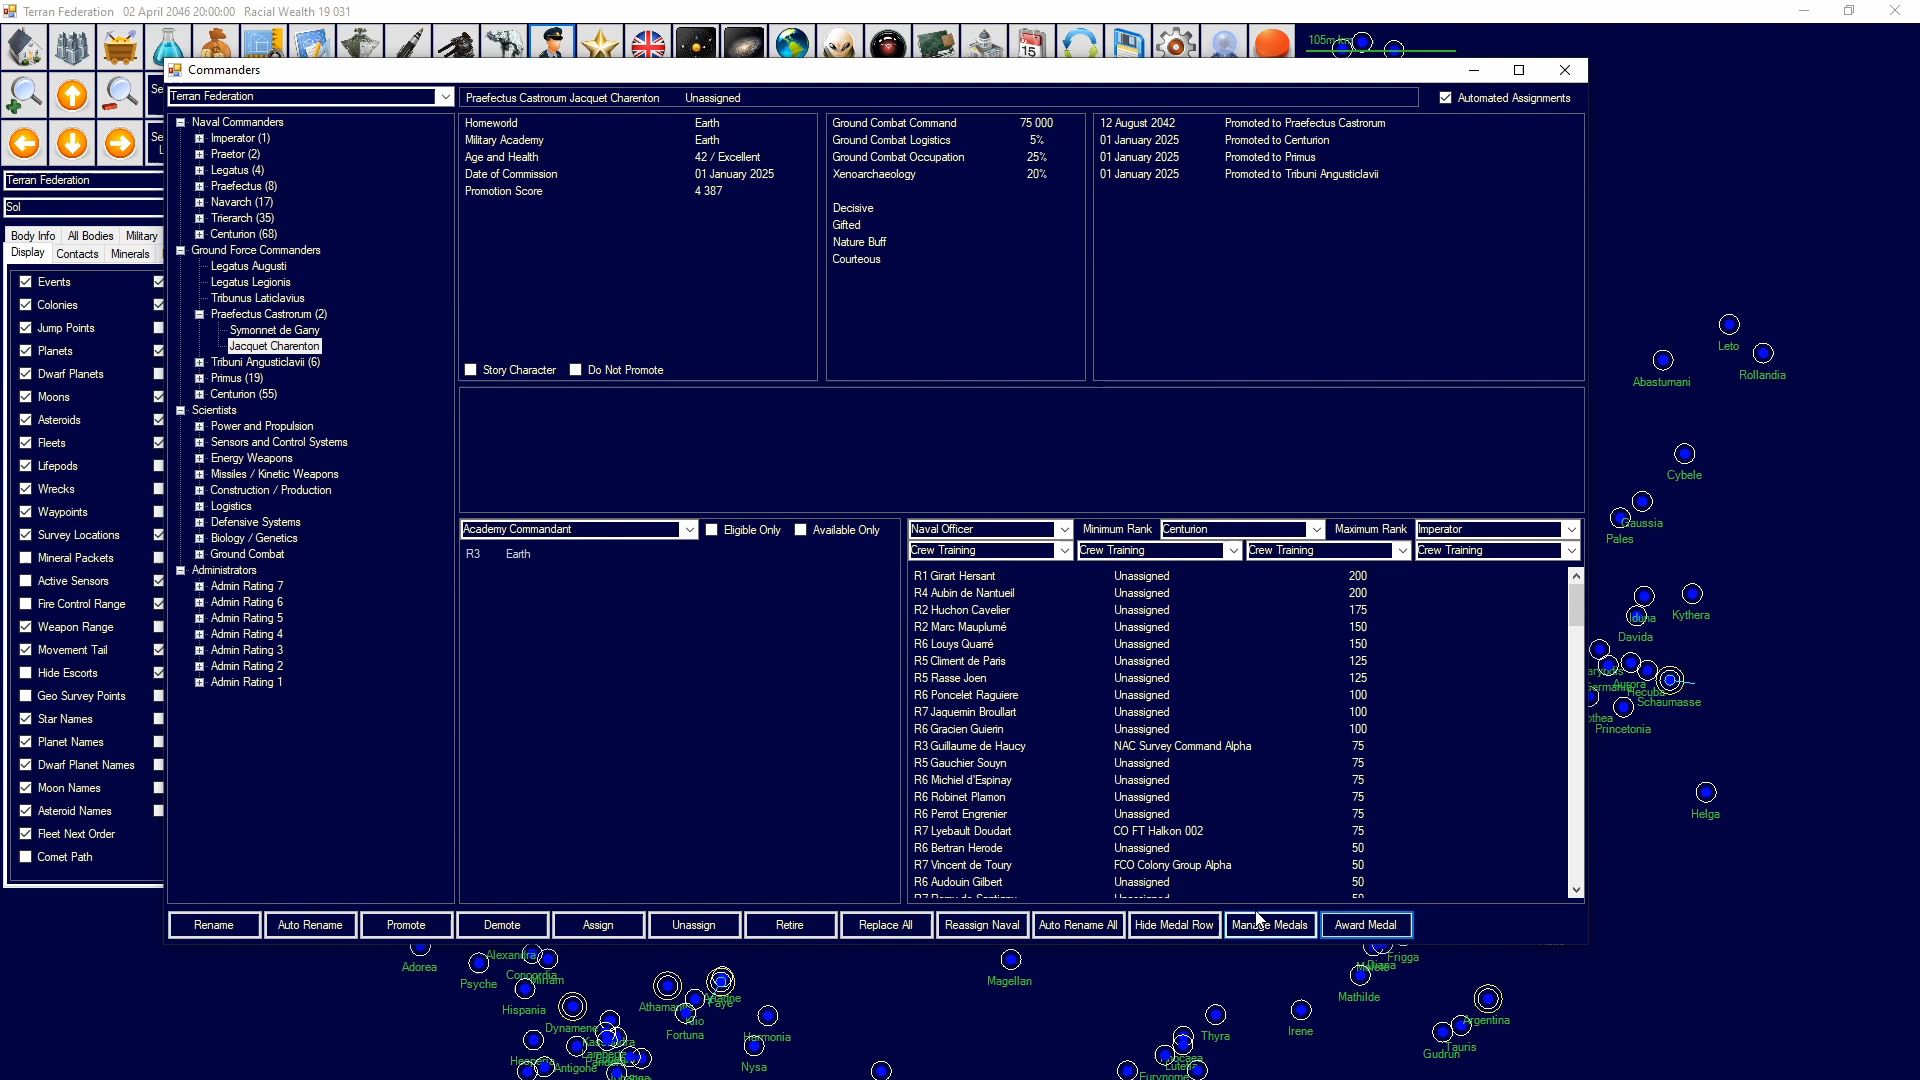 Terran Federation 02 April 2046 20:00:00 Racial Wealth 19 031
105m km
Commanders
Terran Federation
Praefectus Castrorum Jacquet Charenton Unassigned
Automated Assignments
Terran Federation
Sol
Body Info All Bodies Military
Display Contacts Minerals
Events
Colonies
Jump Points
Planets
Dwarf Planets
Moons
Asteroids
Fleets
Lifepods
Wrecks
Waypoints
Survey Locations
Mineral Packets
Active Sensors
Fire Control Range
Weapon Range
Movement Tail
Hide Escorts
Geo Survey Points
Star Names
Planet Names
Dwarf Planet Names
Moon Names
Asteroid Names
Fleet Next Order
Comet Path
Naval Commanders
Imperator (1)
Praetor (2)
Legatus (4)
Praefectus (8)
Navarch (17)
Trierarch (35)
Centurion (68)
Ground Force Commanders
Legatus Augusti
Legatus Legionis
Tribunus Laticlavius
Praefectus Castrorum (2)
Symonnet de Gany
Jacquet Charenton
Tribuni Angusticlavii (6)
Primus (19)
Centurion (55)
Scientists
Power and Propulsion
Sensors and Control Systems
Energy Weapons
Missiles / Kinetic Weapons
Construction / Production
Logistics
Defensive Systems
Biology / Genetics
Ground Combat
Administrators
Admin Rating 7
Admin Rating 6
Admin Rating 5
Admin Rating 4
Admin Rating 3
Admin Rating 2
Admin Rating 1
Homeworld Earth
Military Academy Earth
Age and Health 42 / Excellent
Date of Commission 01 January 2025
Promotion Score 4 387
Story Character Do Not Promote
Ground Combat Command 75 000
Ground Combat Logistics 5%
Ground Combat Occupation 25%
Xenoarchaeology 20%
Decisive
Gifted
Nature Buff
Courteous
12 August 2042 Promoted to Praefectus Castrorum
01 January 2025 Promoted to Centurion
01 January 2025 Promoted to Primus
01 January 2025 Promoted to Tribuni Angusticlavii
Academy Commandant Eligible Only Available Only
R3 Earth
Naval Officer Minimum Rank Centurion Maximum Rank Imperator
Crew Training Crew Training Crew Training Crew Training
R1 Girart Hersant Unassigned 200
R4 Aubin de Nantueil Unassigned 200
R2 Huchon Cavelier Unassigned 175
R2 Marc Mauplumé Unassigned 150
R6 Louys Quarré Unassigned 150
R5 Climent de Paris Unassigned 125
R5 Rasse Joen Unassigned 125
R6 Poncelet Raguiere Unassigned 100
R7 Jaquemin Broullart Unassigned 100
R6 Gracien Guierin Unassigned 100
R3 Guillaume de Haucy NAC Survey Command Alpha 75
R5 Gauchier Souyn Unassigned 75
R6 Michiel d'Espinay Unassigned 75
R6 Robinet Plamon Unassigned 75
R6 Perrot Engrenier Unassigned 75
R7 Lyebault Doudart CO FT Halkon 002 75
R6 Bertran Herode Unassigned 50
R7 Vincent de Toury FCO Colony Group Alpha 50
R6 Audouin Gilbert Unassigned 50
Rename Auto Rename Promote Demote Assign Unassign Retire Replace All Reassign Naval Auto Rename All Hide Medal Row Manage Medals Award Medal
Leto
Rollandia
Abastumani
Cybele
Gaussia
Pales
Kythera
Davida
Aurora
Hecuba
Schaumasse
Princetonia
Helga
Adorea
Alexandra
Psyche
Concordia
Miriam
Hispania
Dynamene
Fortuna
Harmonia
Nysa
Antigone
Magellan
Frigga
Mathilde
Irene
Thyra
Argentina
Tauris
Gudrun
Eurynome